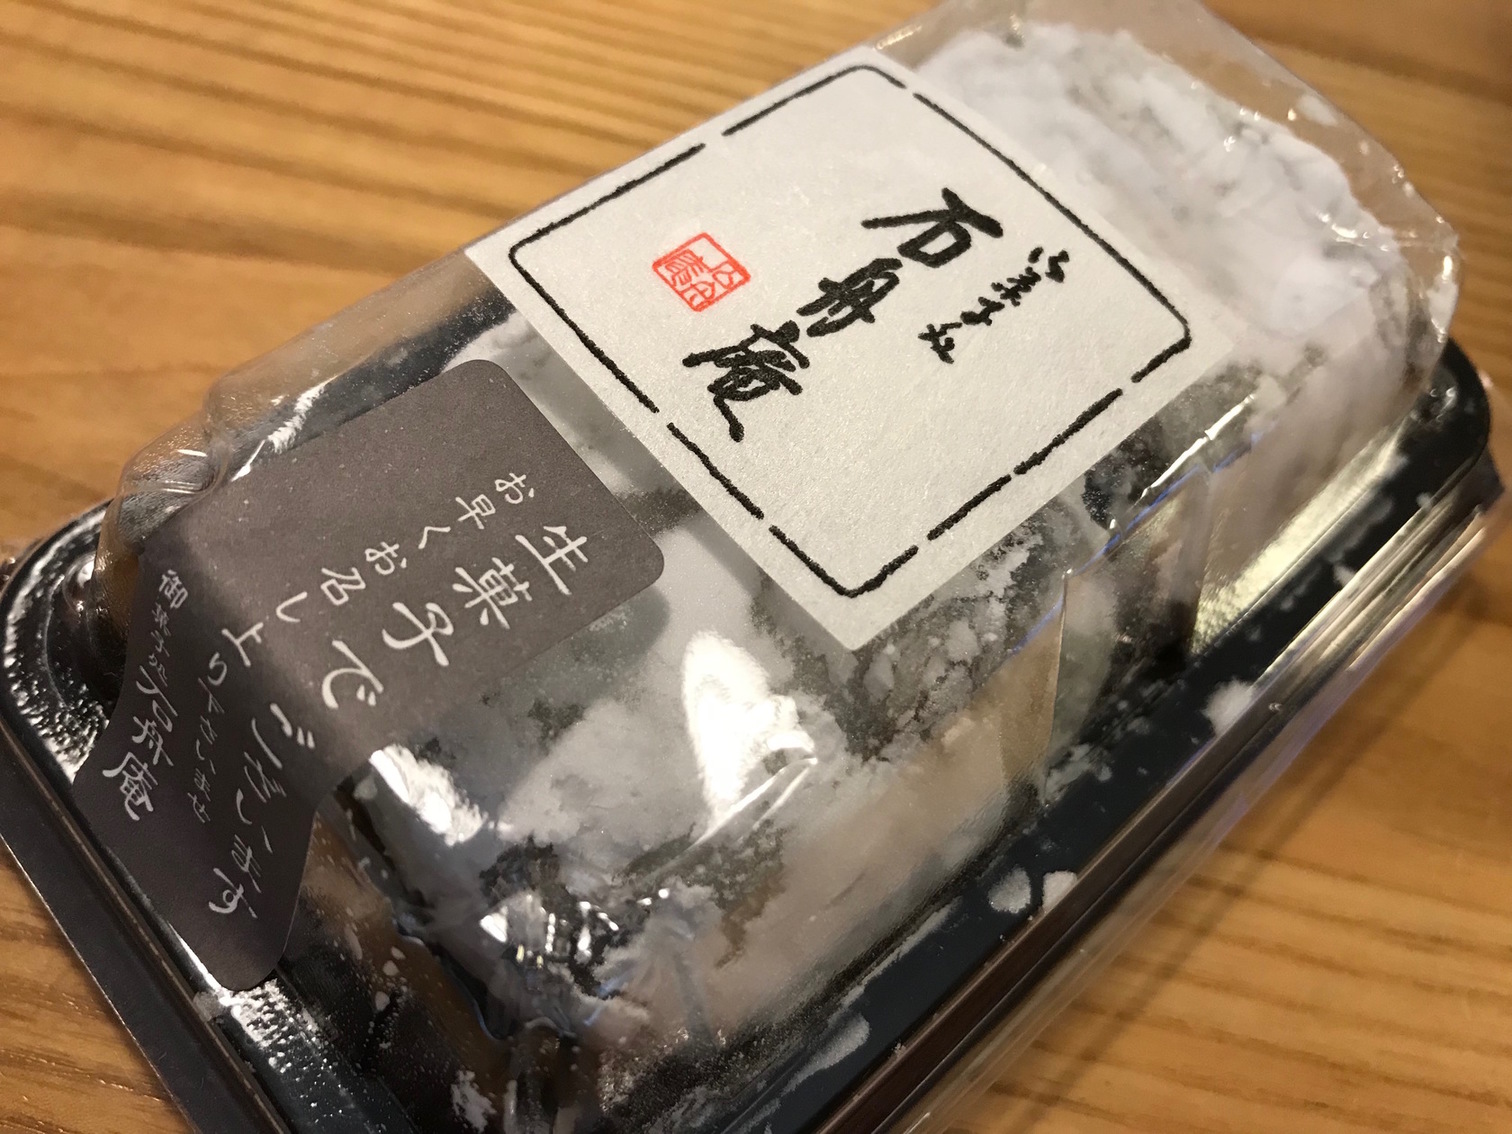 御菓子処
石舟庵
生菓子でございます
お早くお召し上りくださいませ
御菓子処 石舟庵